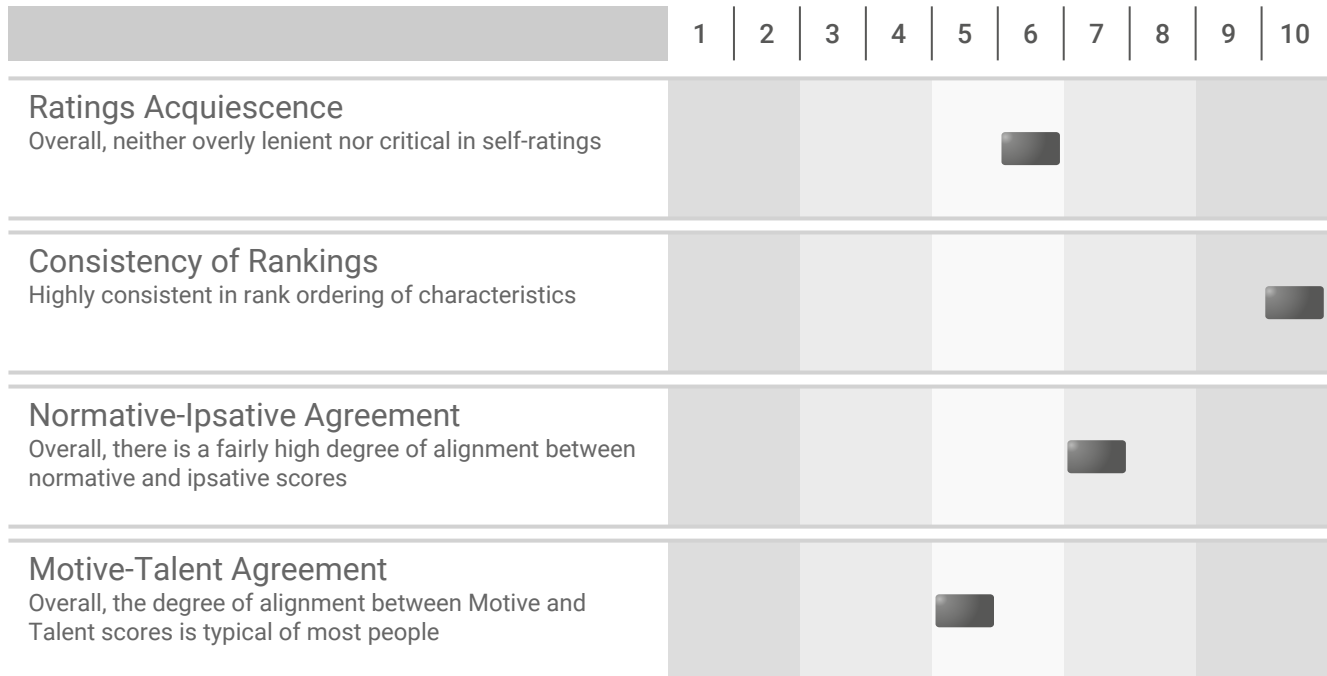 1 2 3 4 5 6 7 8 9 10
Ratings Acquiescence
Overall, neither overly lenient nor critical in self-ratings
Consistency of Rankings
Highly consistent in rank ordering of characteristics
Normative-Ipsative Agreement
Overall, there is a fairly high degree of alignment between
normative and ipsative scores
Motive-Talent Agreement
Overall, the degree of alignment between Motive and
Talent scores is typical of most people